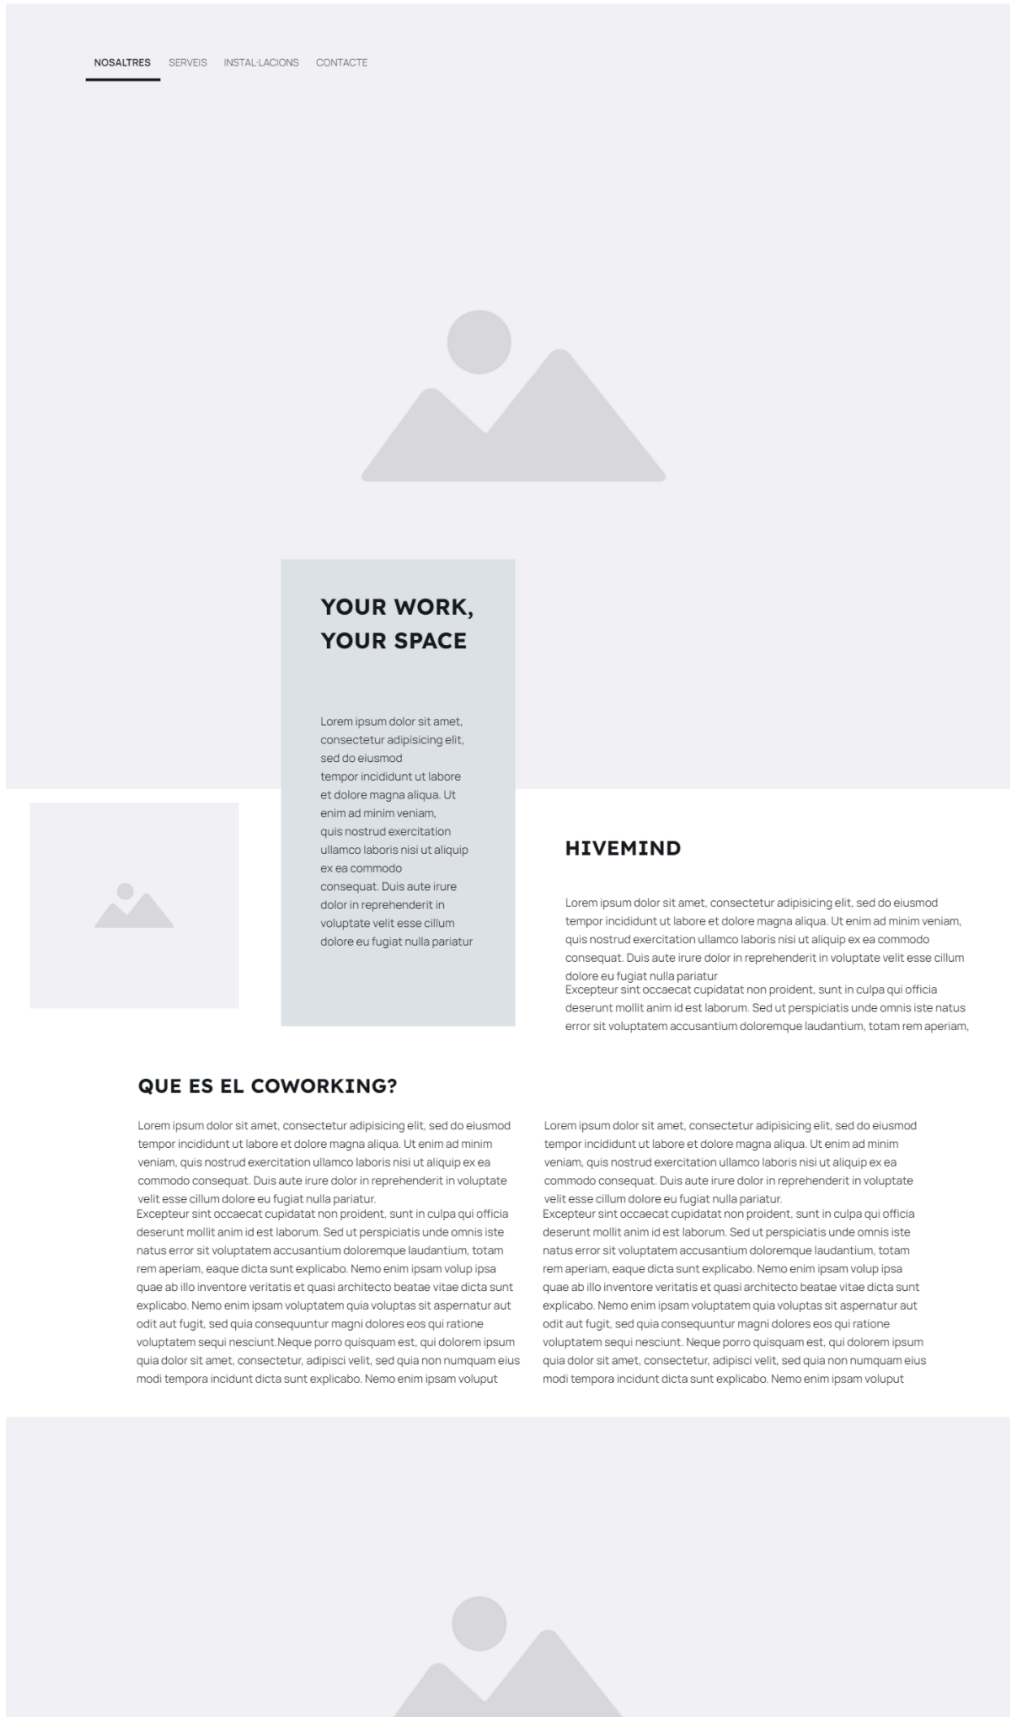 NOSALTRES SERVEIS INSTAL·LACIONS CONTACTE
YOUR WORK,
YOUR SPACE
Lorem ipsum dolor sit amet,
consectetur adipisicing elit,
sed do eiusmod
tempor incididunt ut labore
et dolore magna aliqua. Ut
enim ad minim veniam,
quis nostrud exercitation
ullamco laboris nisi ut aliquip
ex ea commodo
consequat. Duis aute irure
dolor in reprehenderit in
voluptate velit esse cillum
dolore eu fugiat nulla pariatur
HIVEMIND
Lorem ipsum dolor sit amet, consectetur adipisicing elit, sed do eiusmod
tempor incididunt ut labore et dolore magna aliqua. Ut enim ad minim veniam,
quis nostrud exercitation ullamco laboris nisi ut aliquip ex ea commodo
consequat. Duis aute irure dolor in reprehenderit in voluptate velit esse cillum
dolore eu fugiat nulla pariatur
Excepteur sint occaecat cupidatat non proident, sunt in culpa qui officia
deserunt mollit anim id est laborum. Sed ut perspiciatis unde omnis iste natus
error sit voluptatem accusantium doloremque laudantium, totam rem aperiam,
QUE ES EL COWORKING?
Lorem ipsum dolor sit amet, consectetur adipisicing elit, sed do eiusmod
tempor incididunt ut labore et dolore magna aliqua. Ut enim ad minim
veniam, quis nostrud exercitation ullamco laboris nisi ut aliquip ex ea
commodo consequat. Duis aute irure dolor in reprehenderit in voluptate
velit esse cillum dolore eu fugiat nulla pariatur.
Excepteur sint occaecat cupidatat non proident, sunt in culpa qui officia
deserunt mollit anim id est laborum. Sed ut perspiciatis unde omnis iste
natus error sit voluptatem accusantium doloremque laudantium, totam
rem aperiam, eaque dicta sunt explicabo. Nemo enim ipsam volup ipsa
quae ab illo inventore veritatis et quasi architecto beatae vitae dicta sunt
explicabo. Nemo enim ipsam voluptatem quia voluptas sit aspernatur aut
odit aut fugit, sed quia consequuntur magni dolores eos qui ratione
voluptatem sequi nesciunt.Neque porro quisquam est, qui dolorem ipsum
quia dolor sit amet, consectetur, adipisci velit, sed quia non numquam eius
modi tempora incidunt dicta sunt explicabo. Nemo enim ipsam voluput
Lorem ipsum dolor sit amet, consectetur adipisicing elit, sed do eiusmod
tempor incididunt ut labore et dolore magna aliqua. Ut enim ad minim
veniam, quis nostrud exercitation ullamco laboris nisi ut aliquip ex ea
commodo consequat. Duis aute irure dolor in reprehenderit in voluptate
velit esse cillum dolore eu fugiat nulla pariatur.
Excepteur sint occaecat cupidatat non proident, sunt in culpa qui officia
deserunt mollit anim id est laborum. Sed ut perspiciatis unde omnis iste
natus error sit voluptatem accusantium doloremque laudantium, totam
rem aperiam, eaque dicta sunt explicabo. Nemo enim ipsam volup ipsa
quae ab illo inventore veritatis et quasi architecto beatae vitae dicta sunt
explicabo. Nemo enim ipsam voluptatem quia voluptas sit aspernatur aut
odit aut fugit, sed quia consequuntur magni dolores eos qui ratione
voluptatem sequi nesciunt. Neque porro quisquam est, qui dolorem ipsum
quia dolor sit amet, consectetur, adipisci velit, sed quia non numquam eius
modi tempora incidunt dicta sunt explicabo. Nemo enim ipsam voluput